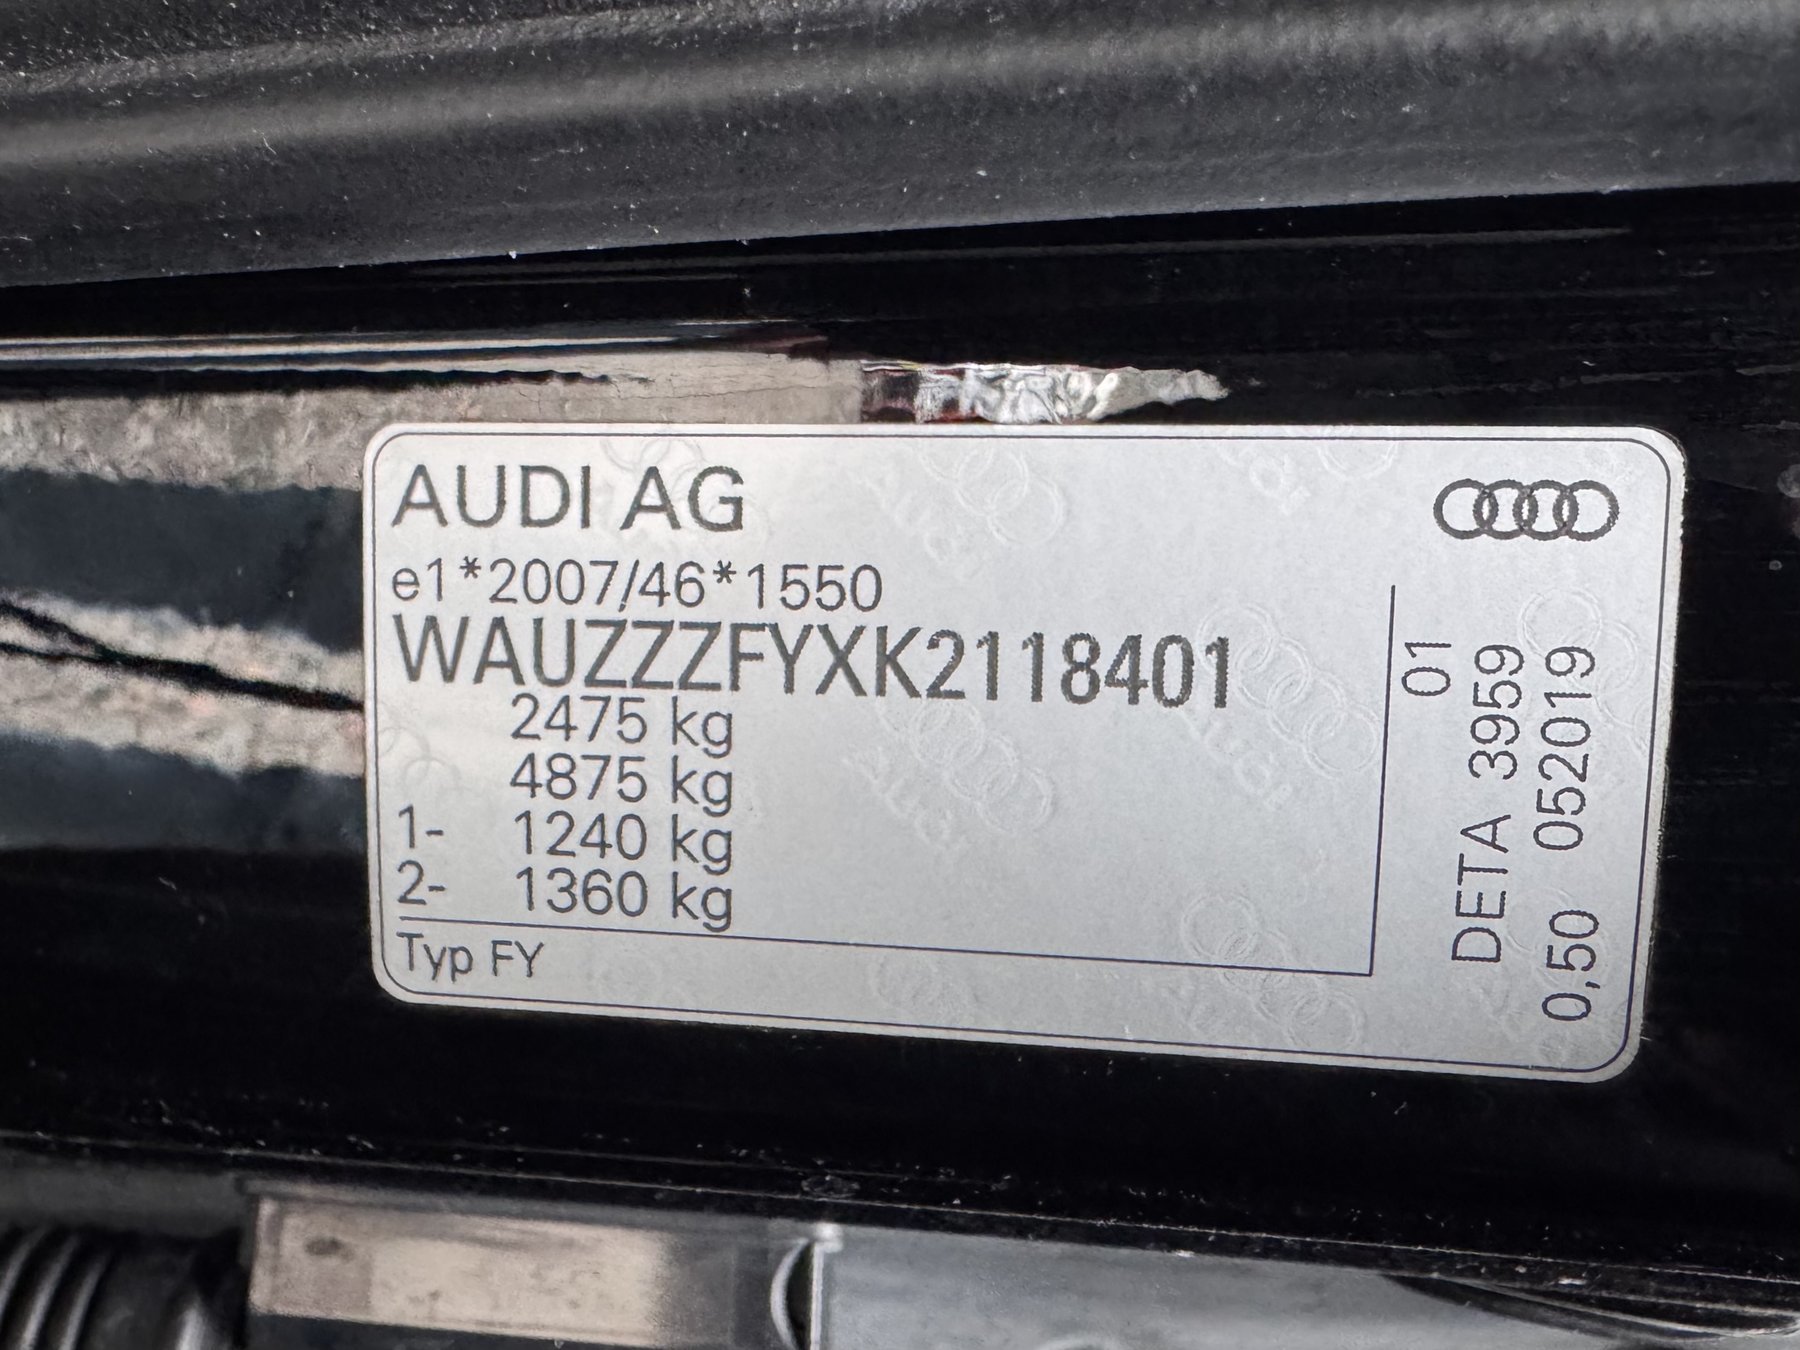 AUDI AG
e1*2007/46*1550
WAUZZZFYXK2118401
2475 kg
4875 kg
1- 1240 kg
2- 1360 kg
Typ FY
01
DETA 3959
0,50 052019